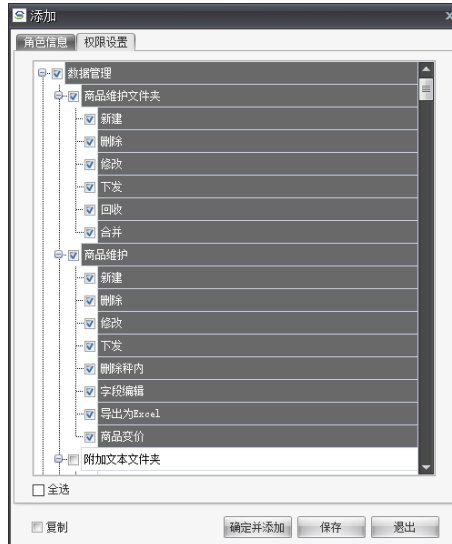 添加
角色信息 权限设置
数据管理
商品维护文件夹
新建
删除
修改
下发
回收
合并
商品维护
新建
删除
修改
下发
删除秤内
字段编辑
导出为Excel
商品变价
附加文本文件夹
全选
复制 确定并添加 保存 退出